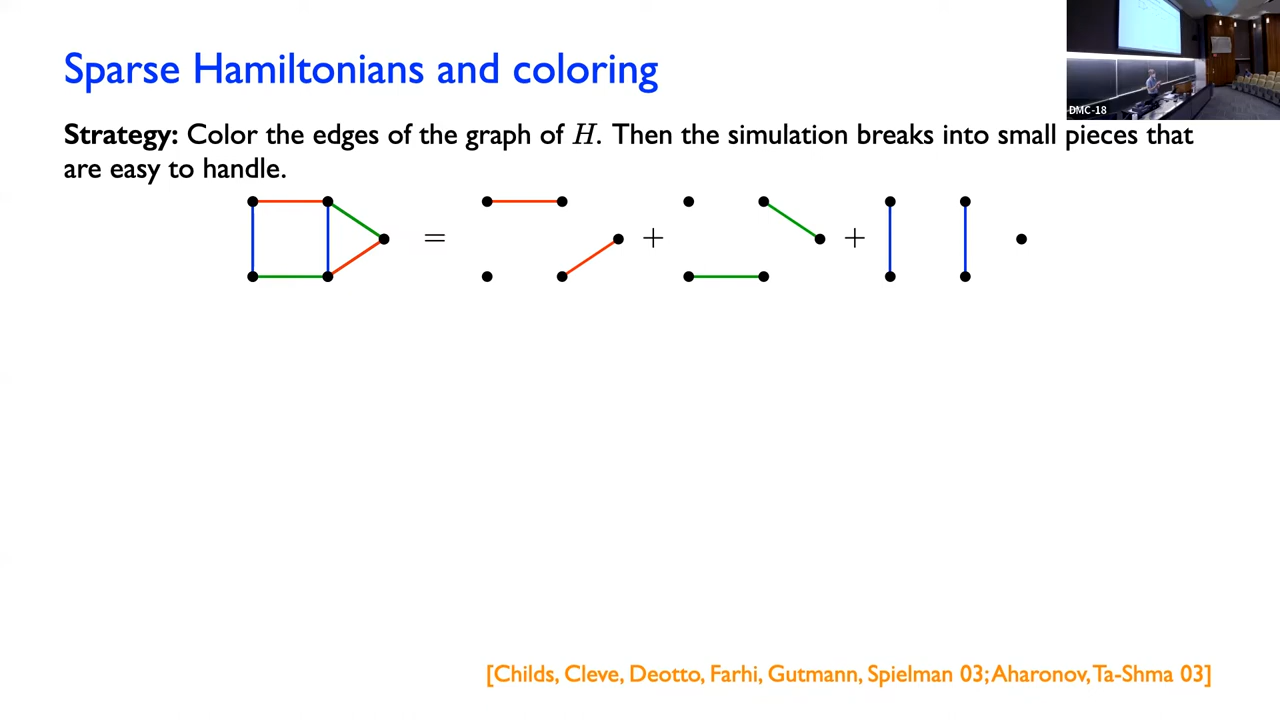 Sparse Hamiltonians and coloring
DMC-18
Strategy: Color the edges of the graph of H. Then the simulation breaks into small pieces that
are easy to handle.
= + +
[Childs, Cleve, Deotto, Farhi, Gutmann, Spielman 03; Aharonov, Ta-Shma 03]